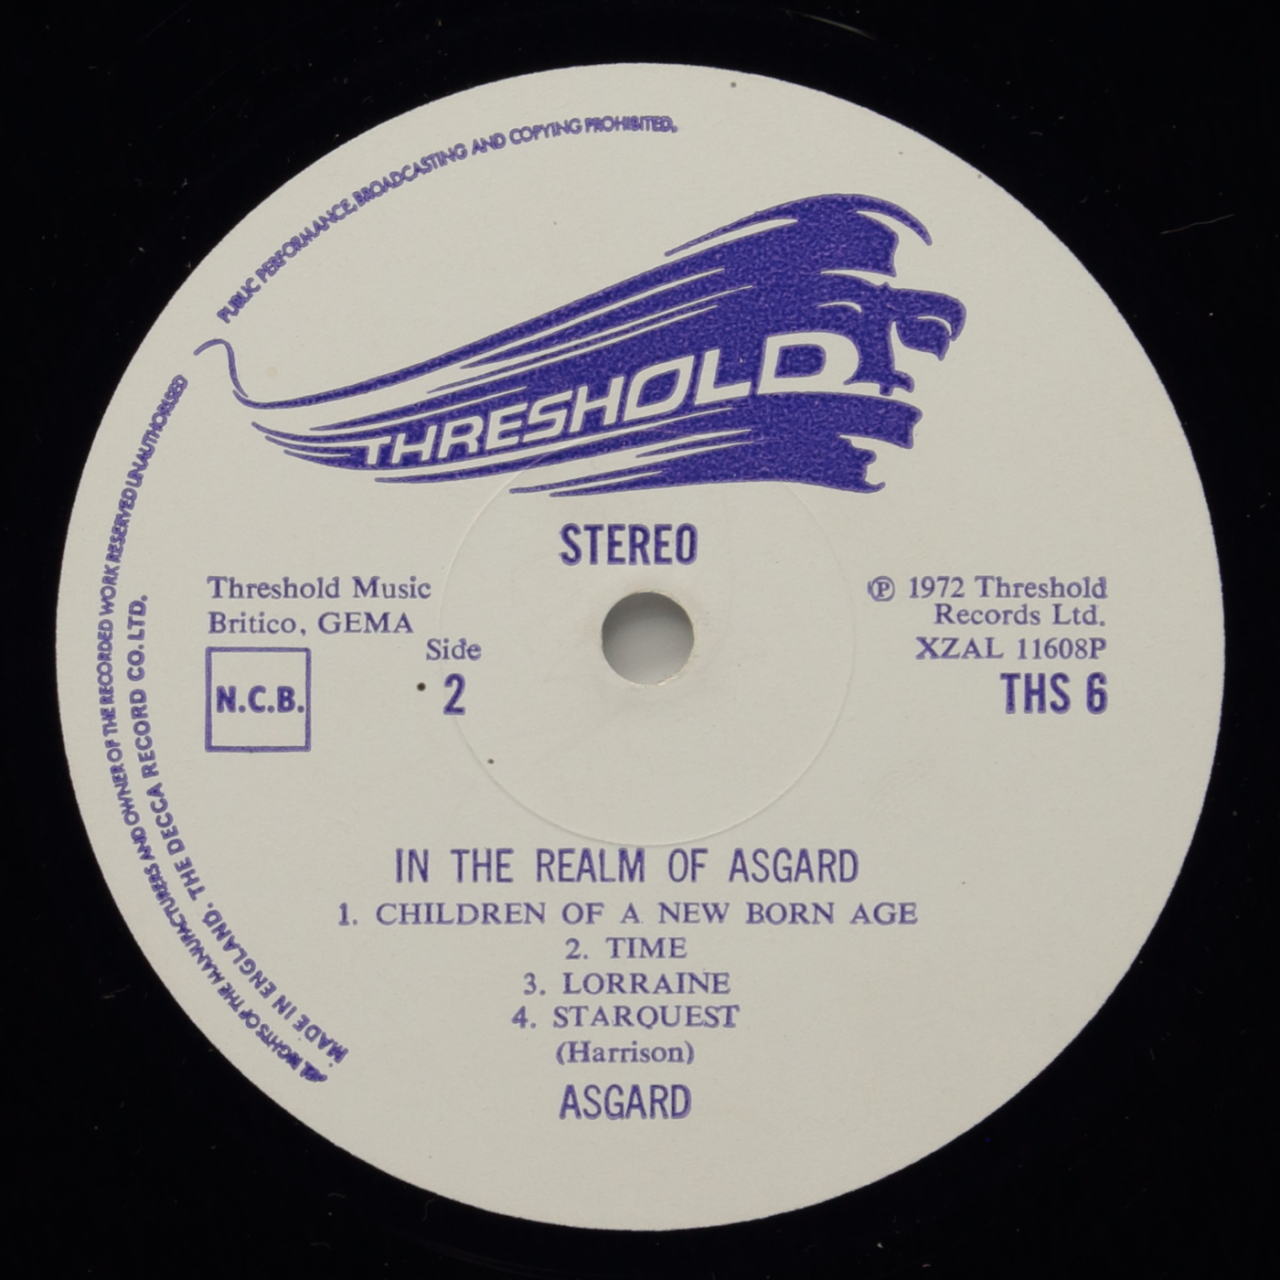 PUBLIC PERFORMANCE, BROADCASTING AND COPYING PROHIBITED.
ALL RIGHTS OF THE MANUFACTURERS AND OWNER OF THE RECORDED WORK RESERVED UNAUTHORISED
MADE IN ENGLAND. THE DECCA RECORD CO. LTD.
THRESHOLD
STEREO
Threshold Music
Britico, GEMA
N.C.B.
Side
2
Ⓟ 1972 Threshold
Records Ltd.
XZAL 11608P
THS 6
IN THE REALM OF ASGARD
1. CHILDREN OF A NEW BORN AGE
2. TIME
3. LORRAINE
4. STARQUEST
(Harrison)
ASGARD